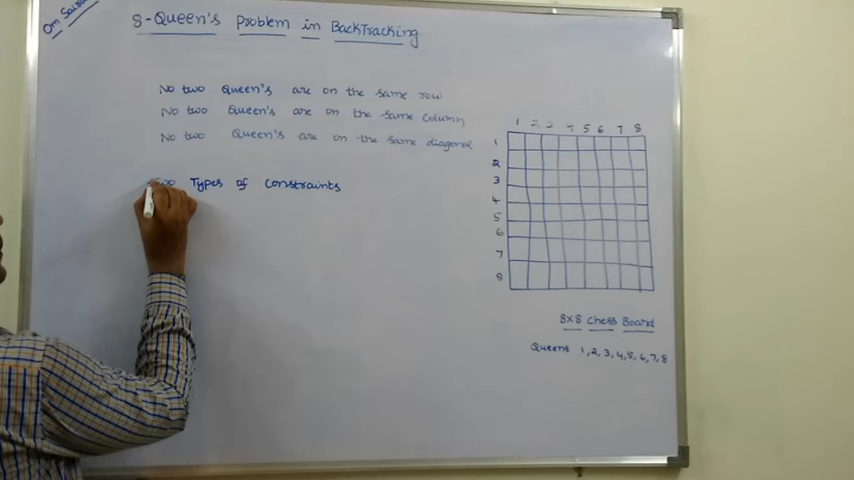 Om Sai
8-Queen's Problem in BackTracking
No two Queen's are on the same row
No two Queen's are on the same column
No two Queen's are on the same diagonal
Types of constraints
1 2 3 4 5 6 7 8
1
2
3
4
5
6
7
8
8x8 Chess Board
Queens 1,2,3,4,5,6,7,8